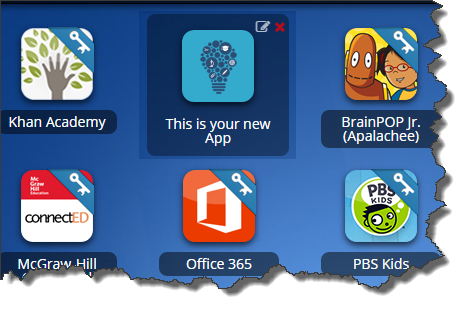 Khan Academy
This is your new
App
BrainPOP Jr.
(Apalachee)
Mc
Graw
Hill
Education
connectED
PBS
KIDS
McGraw Hill
Office 365
PBS Kids